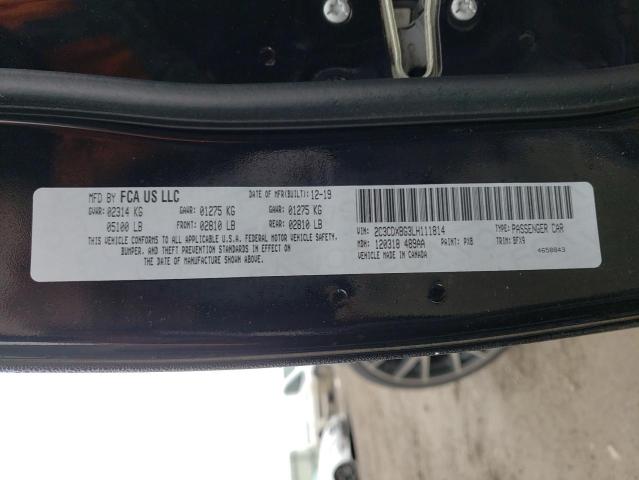 MFD BY FCA US LLC DATE OF MFR(BUILT): 12-19
GVWR: 02314 KG GAWR: 01275 KG GAWR: 01275 KG
05100 LB FRONT: 02810 LB REAR: 02810 LB
THIS VEHICLE CONFORMS TO ALL APPLICABLE U.S.A. FEDERAL MOTOR VEHICLE SAFETY,
BUMPER, AND THEFT PREVENTION STANDARDS IN EFFECT ON
THE DATE OF MANUFACTURE SHOWN ABOVE.
VIN: 2C3CDXBG3LH111814 TYPE: PASSENGER CAR
MDH: 120318 489AA PAINT: PX8 TRIM: BFX9
VEHICLE MADE IN CANADA 4658843